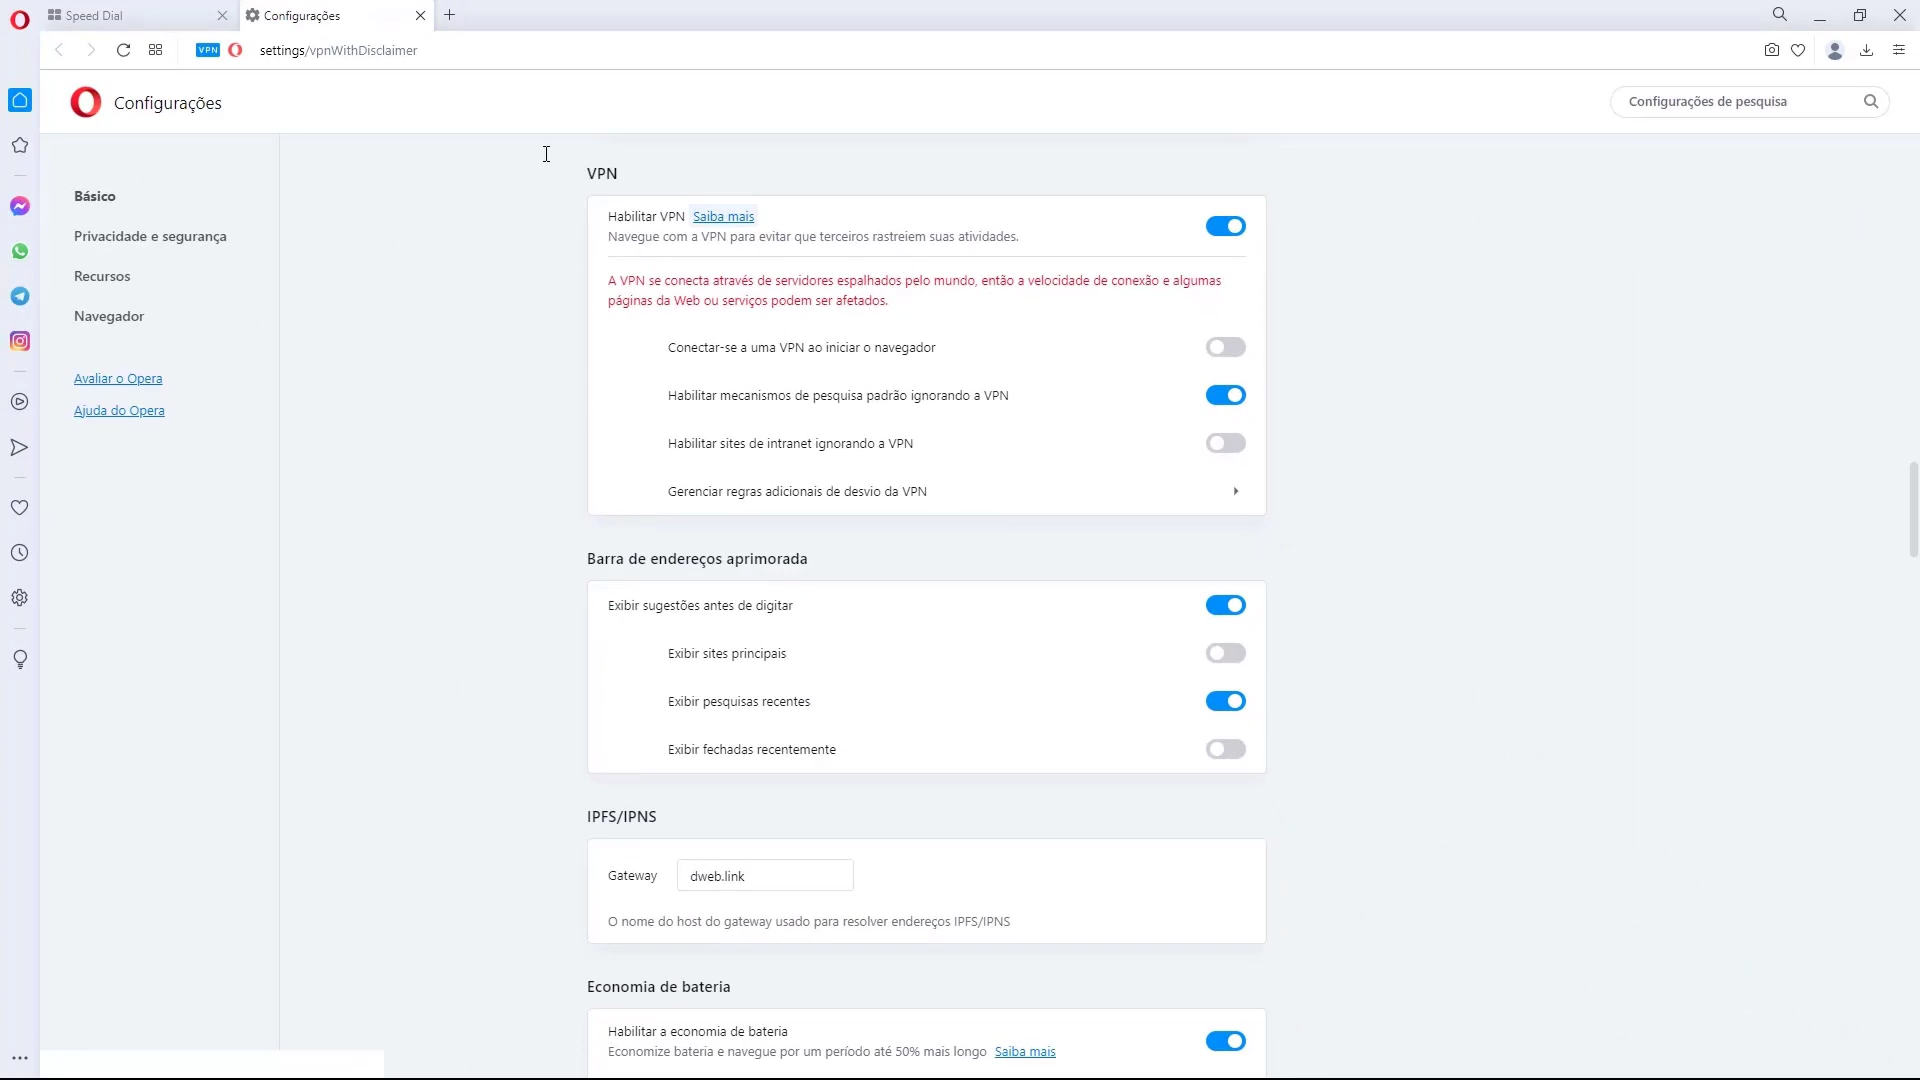 Speed Dial
Configurações
VPN
settings/vpnWithDisclaimer
Configurações
Configurações de pesquisa
Básico
Privacidade e segurança
Recursos
Navegador
Avaliar o Opera
Ajuda do Opera
VPN
Habilitar VPN Saiba mais
Navegue com a VPN para evitar que terceiros rastreiem suas atividades.
A VPN se conecta através de servidores espalhados pelo mundo, então a velocidade de conexão e algumas
páginas da Web ou serviços podem ser afetados.
Conectar-se a uma VPN ao iniciar o navegador
Habilitar mecanismos de pesquisa padrão ignorando a VPN
Habilitar sites de intranet ignorando a VPN
Gerenciar regras adicionais de desvio da VPN
Barra de endereços aprimorada
Exibir sugestões antes de digitar
Exibir sites principais
Exibir pesquisas recentes
Exibir fechadas recentemente
IPFS/IPNS
Gateway dweb.link
O nome do host do gateway usado para resolver endereços IPFS/IPNS
Economia de bateria
Habilitar a economia de bateria
Economize bateria e navegue por um período até 50% mais longo Saiba mais